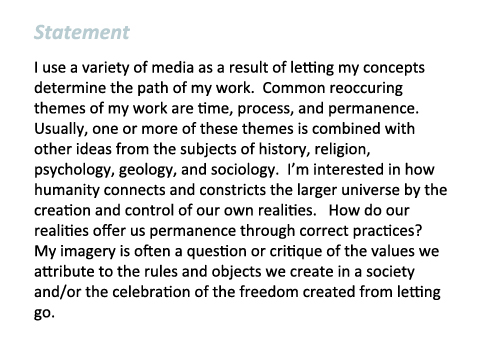 Statement
I use a variety of media as a result of letting my concepts
determine the path of my work.  Common reoccuring
themes of my work are time, process, and permanence.
Usually, one or more of these themes is combined with
other ideas from the subjects of history, religion,
psychology, geology, and sociology.  I'm interested in how
humanity connects and constricts the larger universe by the
creation and control of our own realities.   How do our
realities offer us permanence through correct practices?
My imagery is often a question or critique of the values we
attribute to the rules and objects we create in a society
and/or the celebration of the freedom created from letting
go.